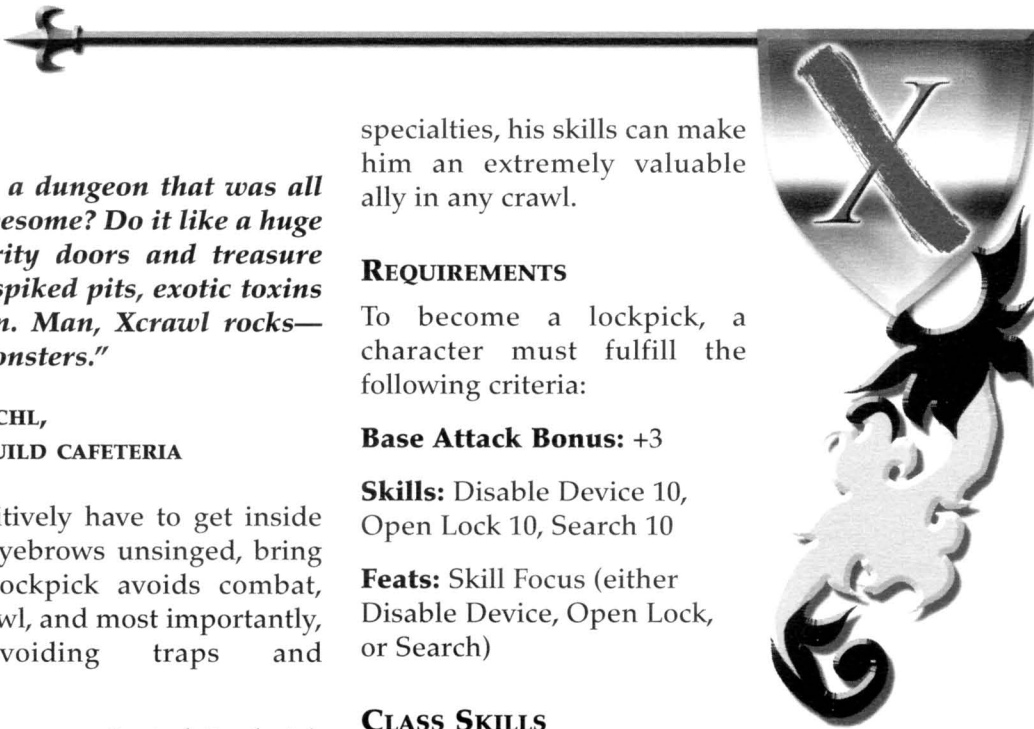 a dungeon that was all
esome? Do it like a huge
rity doors and treasure
spiked pits, exotic toxins
n. Man, Xcrawl rocks—
onsters."
CHL,
UILD CAFETERIA
itively have to get inside
yebrows unsinged, bring
ockpick avoids combat,
wl, and most importantly,
voiding traps and
specialties, his skills can make
him an extremely valuable
ally in any crawl.
REQUIREMENTS
To become a lockpick, a
character must fulfill the
following criteria:
Base Attack Bonus: +3
Skills: Disable Device 10,
Open Lock 10, Search 10
Feats: Skill Focus (either
Disable Device, Open Lock,
or Search)
CLASS SKILLS
X